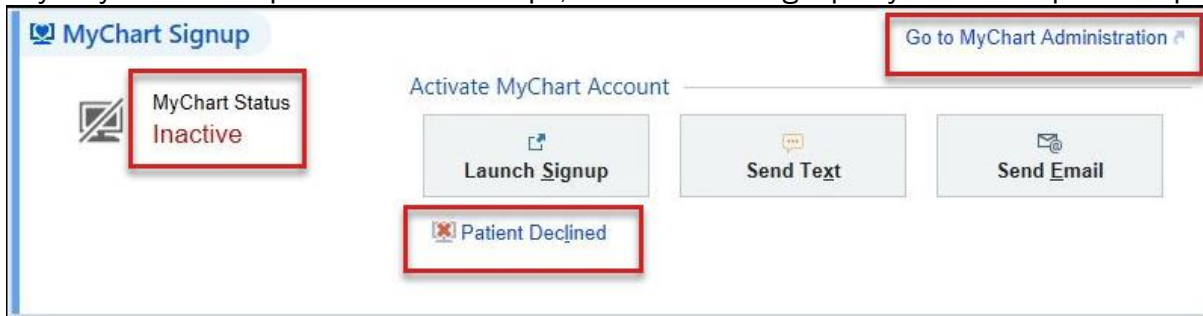 MyChart Signup
Go to MyChart Administration
MyChart Status
Inactive
Activate MyChart Account
Launch Signup
Send Text
Send Email
Patient Declined